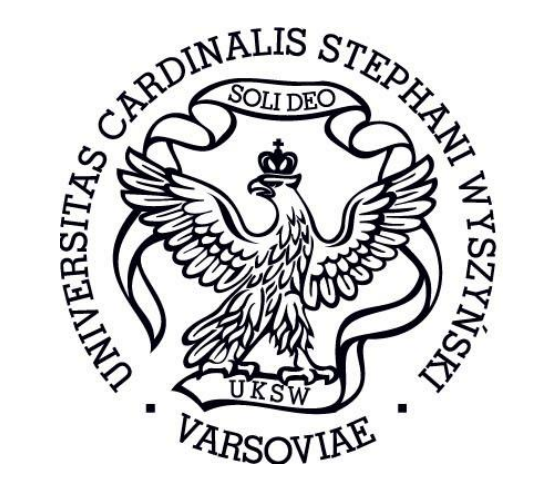 UNIVERSITAS CARDINALIS STEPHANI WYSZYŃSKI
SOLI DEO
UKSW
VARSOVIAE